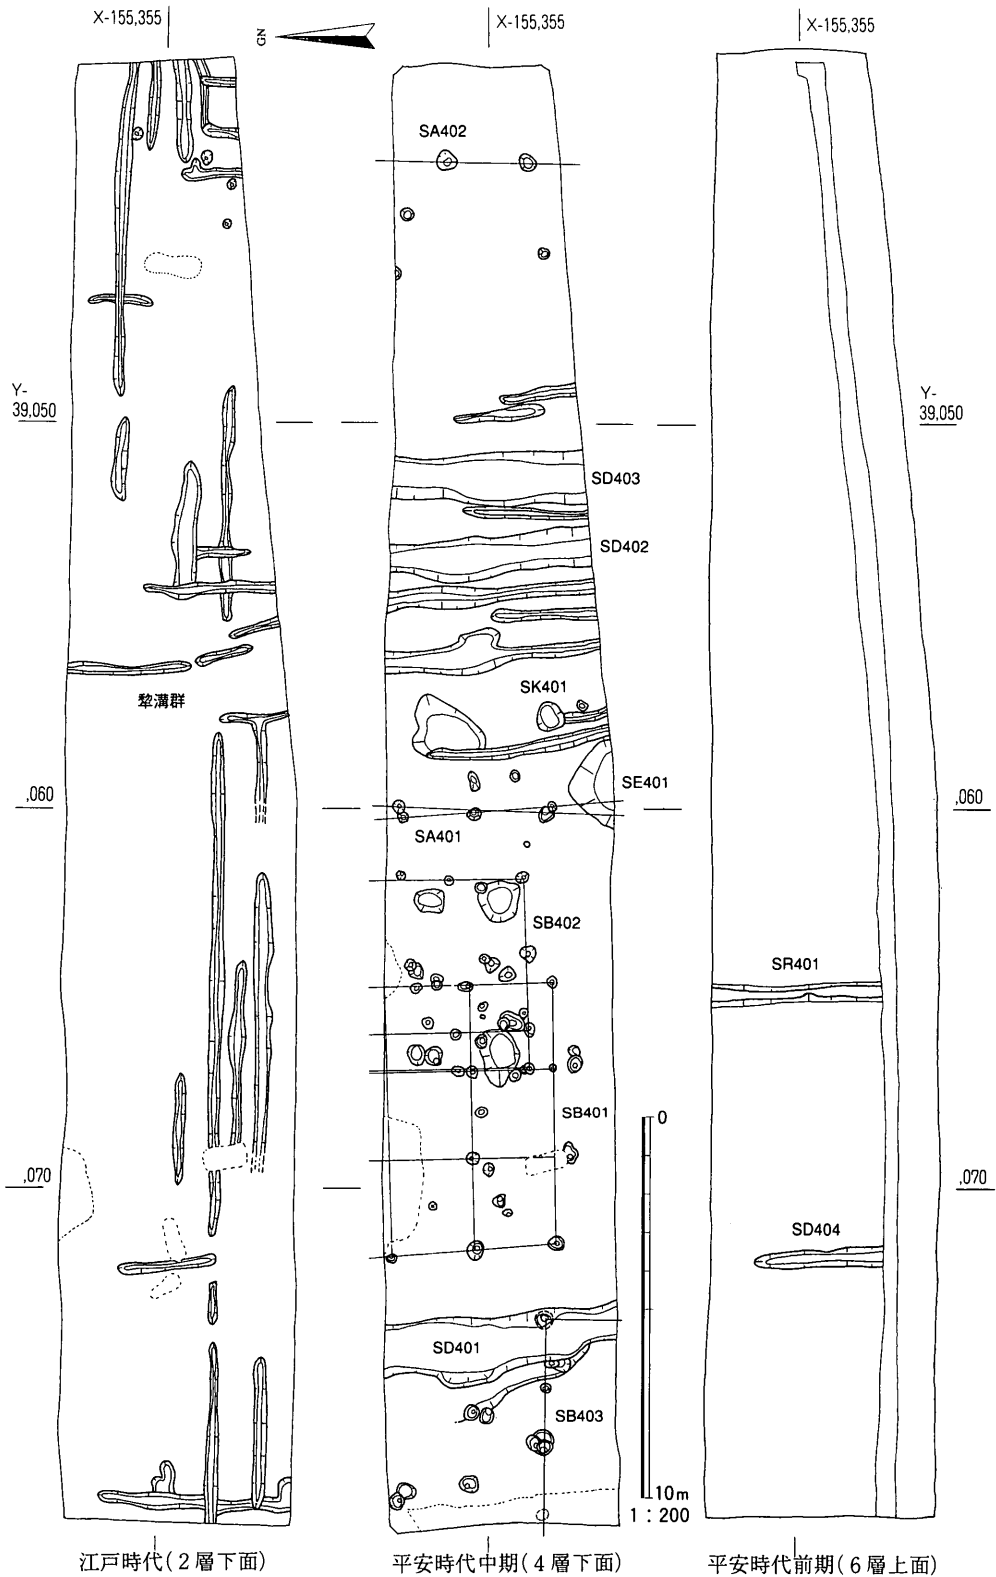 X-155,355
X-155,355
X-155,355
GN
SA402
Y-
39,050
Y-
39,050
SD403
SD402
SK401
犂溝群
SE401
,060
,060
SA401
SB402
SR401
SB401
0
,070
,070
SD404
SD401
SB403
10m
1:200
江戸時代(2層下面)
平安時代中期(4層下面)
平安時代前期(6層上面)